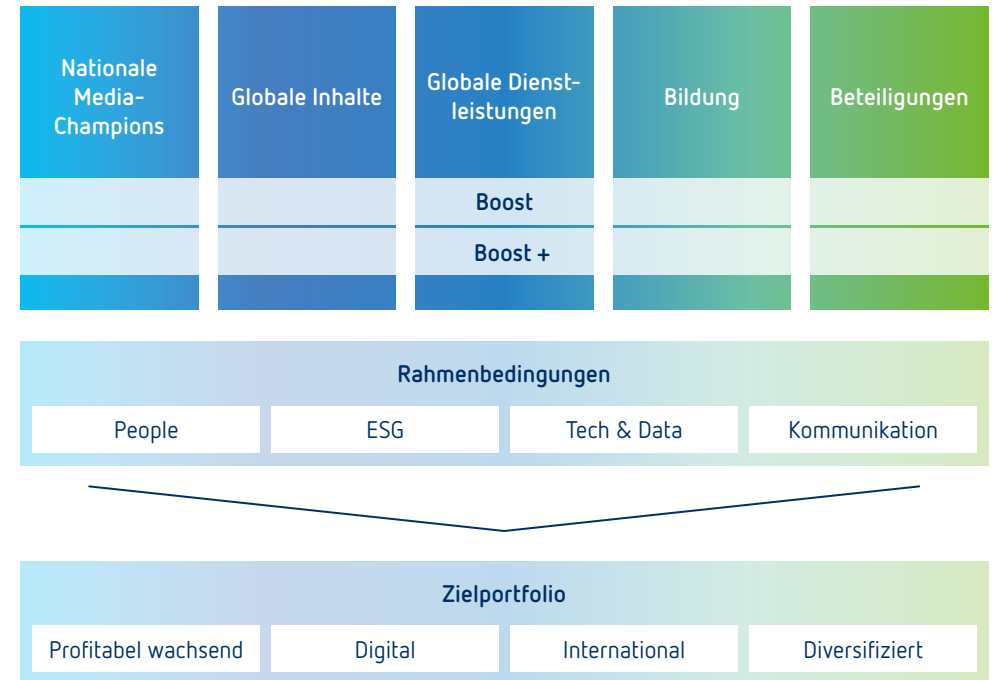 Nationale
Media-
Champions
Globale Inhalte
Globale Dienst-
leistungen
Bildung
Beteiligungen
Boost
Boost +
Rahmenbedingungen
People
ESG
Tech & Data
Kommunikation
Zielportfolio
Profitabel wachsend
Digital
International
Diversifiziert